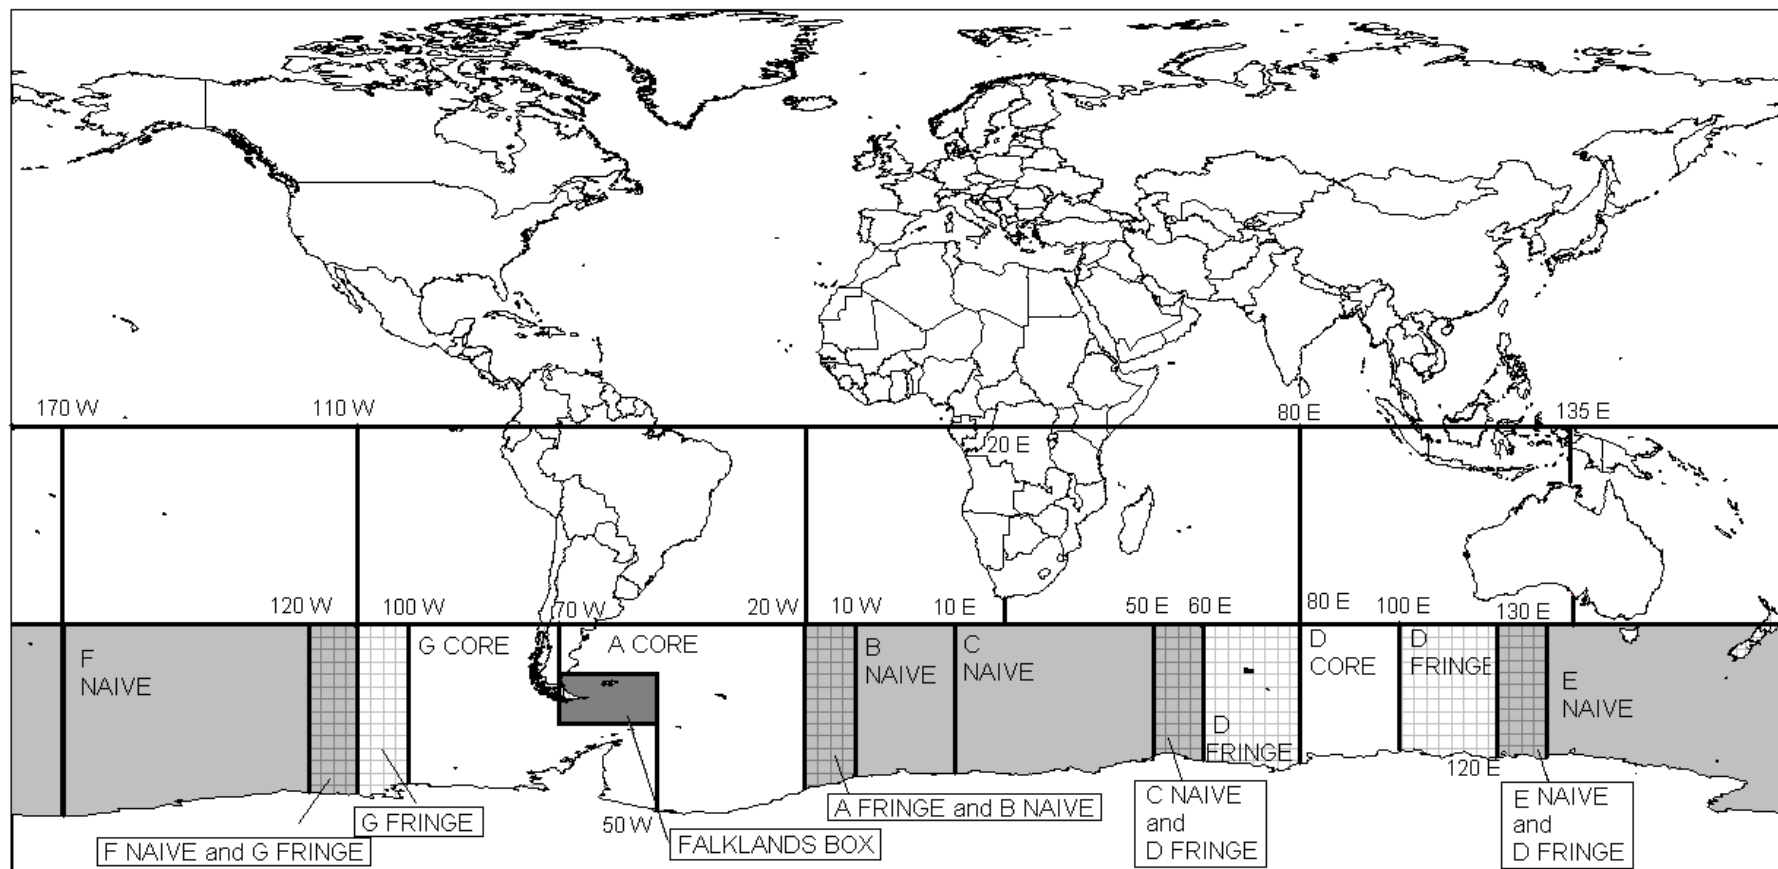 170 W
110 W
80 E
135 E
20 E
120 W
100 W
70 W
20 W
10 W
10 E
50 E
60 E
80 E
100 E
130 E
F
NAIVE
G CORE
A CORE
B
NAIVE
C
NAIVE
D
CORE
D
FRINGE
E
NAIVE
D
FRINGE
120 E
A FRINGE and B NAIVE
C NAIVE
and
D FRINGE
E NAIVE
and
D FRINGE
G FRINGE
50 W
FALKLANDS BOX
F NAIVE and G FRINGE